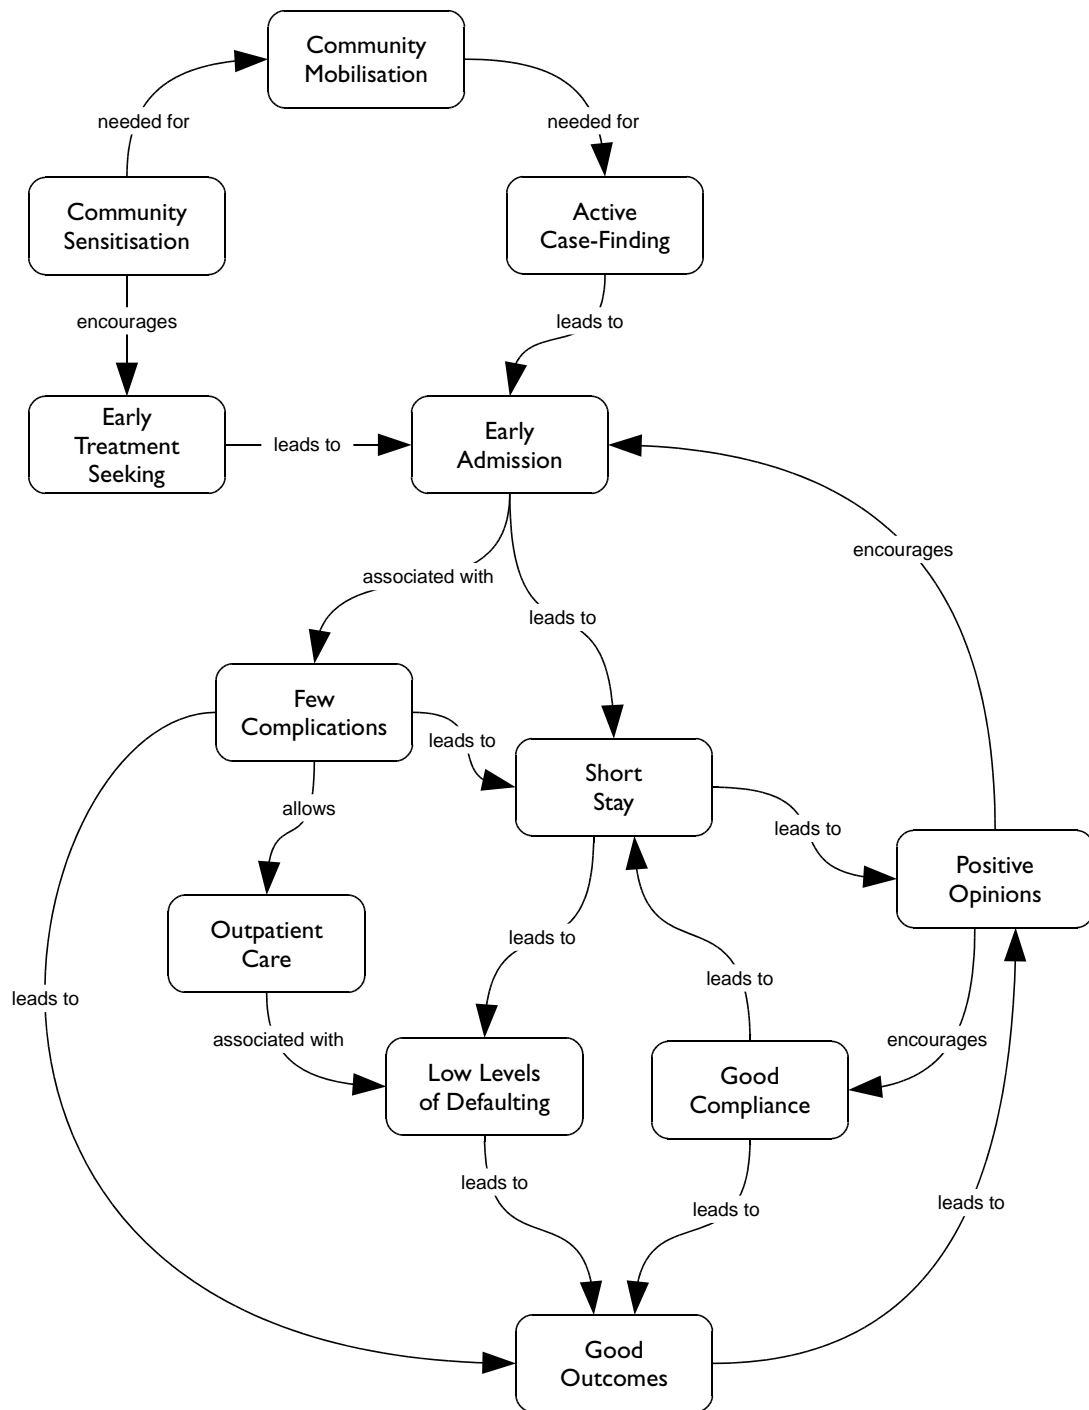 Community
Mobilisation
needed for
needed for
Community
Sensitisation
Active
Case-Finding
encourages
leads to
Early
Treatment
Seeking
leads to
Early
Admission
encourages
associated with
leads to
Few
Complications
leads to
Short
Stay
allows
leads to
Positive
Opinions
Outpatient
Care
leads to
leads to
leads to
associated with
encourages
Low Levels
of Defaulting
Good
Compliance
leads to
leads to
leads to
Good
Outcomes